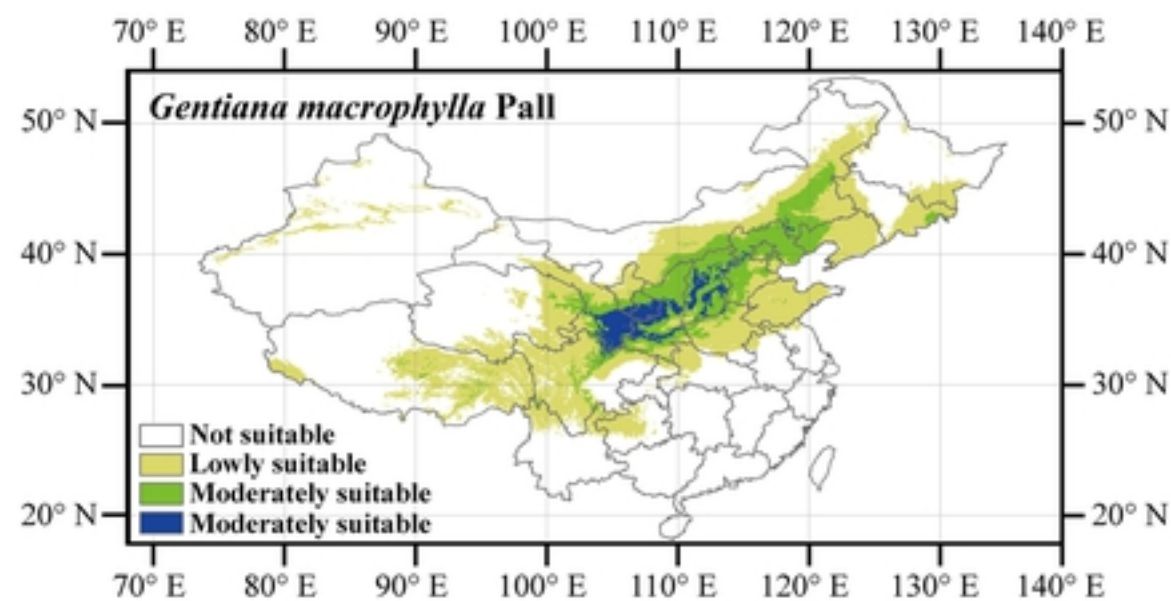 70° E 80° E 90° E 100° E 110° E 120° E 130° E 140° E
Gentiana macrophylla Pall
50° N 50° N
40° N 40° N
30° N 30° N
Not suitable
Lowly suitable
Moderately suitable
20° N 20° N
Moderately suitable
70° E 80° E 90° E 100° E 110° E 120° E 130° E 140° E